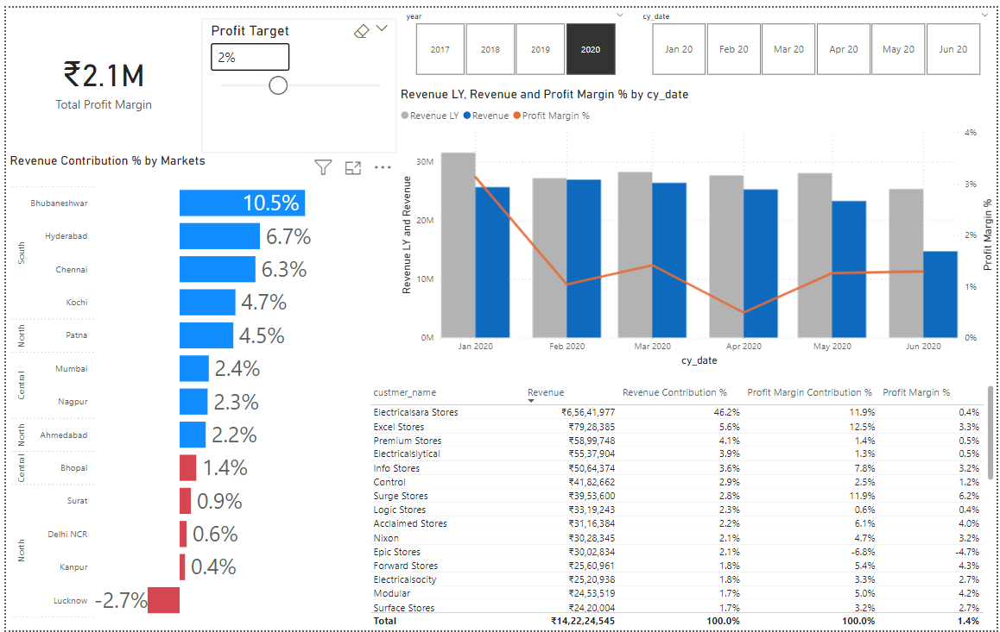 ₹2.1M
Total Profit Margin
Profit Target
2%
year
2017 2018 2019 2020
cy_date
Jan 20 Feb 20 Mar 20 Apr 20 May 20 Jun 20
Revenue Contribution % by Markets
South
Bhubaneshwar 10.5%
Hyderabad 6.7%
Chennai 6.3%
Kochi 4.7%
North
Patna 4.5%
Central
Mumbai 2.4%
Nagpur 2.3%
North
Ahmedabad 2.2%
Central
Bhopal 1.4%
North
Surat 0.9%
Delhi NCR 0.6%
Kanpur 0.4%
Lucknow -2.7%
Revenue LY, Revenue and Profit Margin % by cy_date
Revenue LY Revenue Profit Margin %
Revenue LY and Revenue
30M
20M
10M
0M
4%
3%
2%
1%
0%
Profit Margin %
Jan 2020 Feb 2020 Mar 2020 Apr 2020 May 2020 Jun 2020
cy_date
custmer_name Revenue Revenue Contribution % Profit Margin Contribution % Profit Margin %
Electricalsara Stores ₹6,56,41,977 46.2% 11.9% 0.4%
Excel Stores ₹79,28,385 5.6% 12.5% 3.3%
Premium Stores ₹58,99,748 4.1% 1.4% 0.5%
Electricalslytical ₹55,37,904 3.9% 1.3% 0.5%
Info Stores ₹50,64,374 3.6% 7.8% 3.2%
Control ₹41,82,662 2.9% 2.5% 1.2%
Surge Stores ₹39,53,600 2.8% 11.9% 6.2%
Logic Stores ₹33,19,243 2.3% 0.6% 0.4%
Acclaimed Stores ₹31,16,384 2.2% 6.1% 4.0%
Nixon ₹30,28,345 2.1% 4.7% 3.2%
Epic Stores ₹30,02,834 2.1% -6.8% -4.7%
Forward Stores ₹25,60,961 1.8% 5.4% 4.3%
Electricalsocity ₹25,20,938 1.8% 3.3% 2.7%
Modular ₹24,53,519 1.7% 5.0% 4.2%
Surface Stores ₹24,20,004 1.7% 3.2% 2.7%
Total ₹14,22,24,545 100.0% 100.0% 1.4%